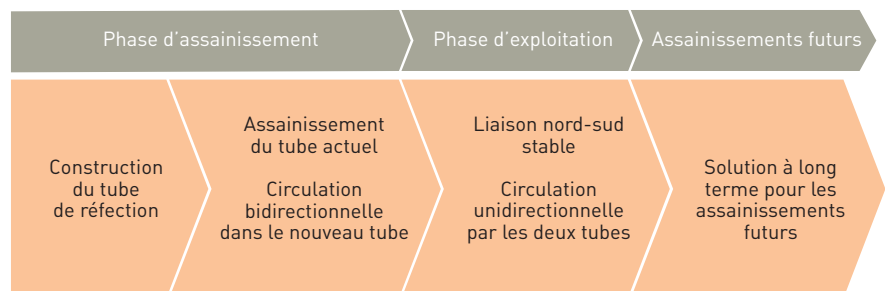 Phase d'assainissement
Phase d'exploitation
Assainissements futurs
Construction
du tube
de réfection
Assainissement
du tube actuel
Circulation
bidirectionnelle
dans le nouveau tube
Liaison nord-sud
stable
Circulation
unidirectionnelle
par les deux tubes
Solution à long
terme pour les
assainissements
futurs